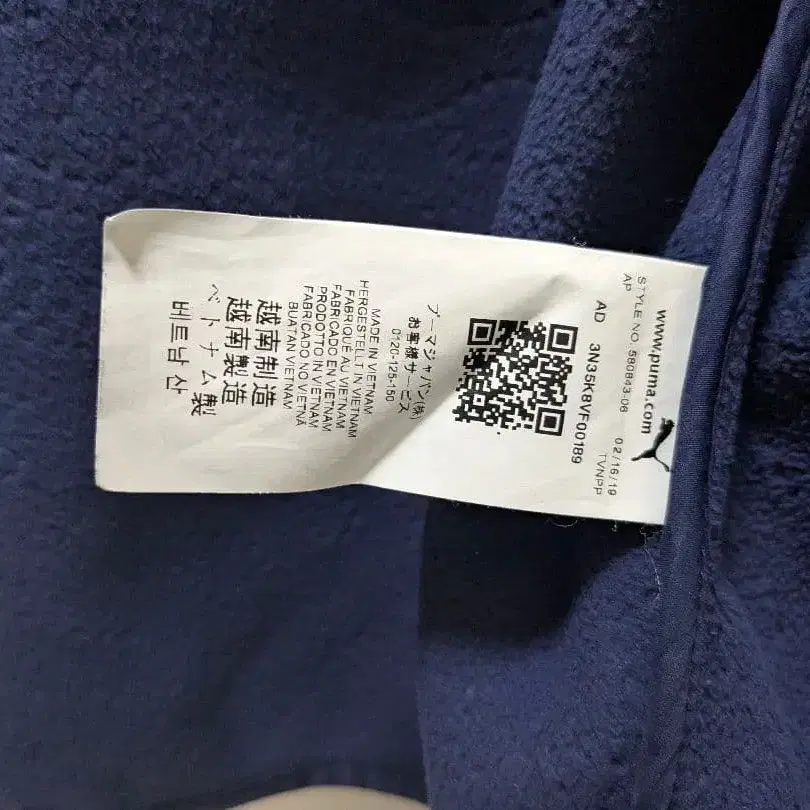 www.puma.com
STYLE NO. 580843-06 02/16/19
AP TVNPP
AD 3N35K8VF00189
プーマジャパン(株)
お客様サービス
0120-125-150
MADE IN VIETNAM
HERGESTELLT IN VIETNAM
FABRIQUÉ AU VIETNAM
FABRICADO EN VIETNAM
PRODOTTO IN VIETNAM
FABRICADO NO VIETNÃ
BUATAN VIETNAM
越南制造
越南製造
ベトナム製
베트남 산